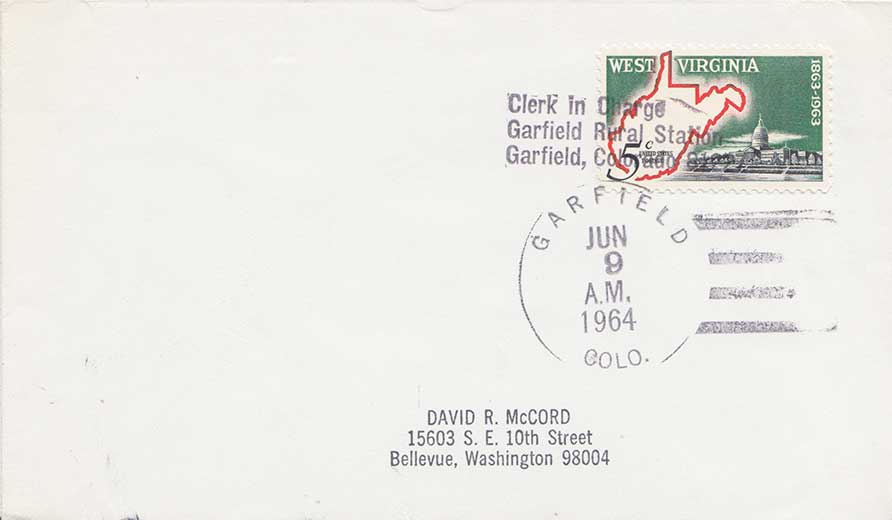 WEST VIRGINIA
1863-1963
5c
UNITED STATES
Clerk in Charge
Garfield Rural Station
Garfield, Colorado
GARFIELD
JUN
9
A.M.
1964
COLO.
DAVID R. McCORD
15603 S. E. 10th Street
Bellevue, Washington 98004